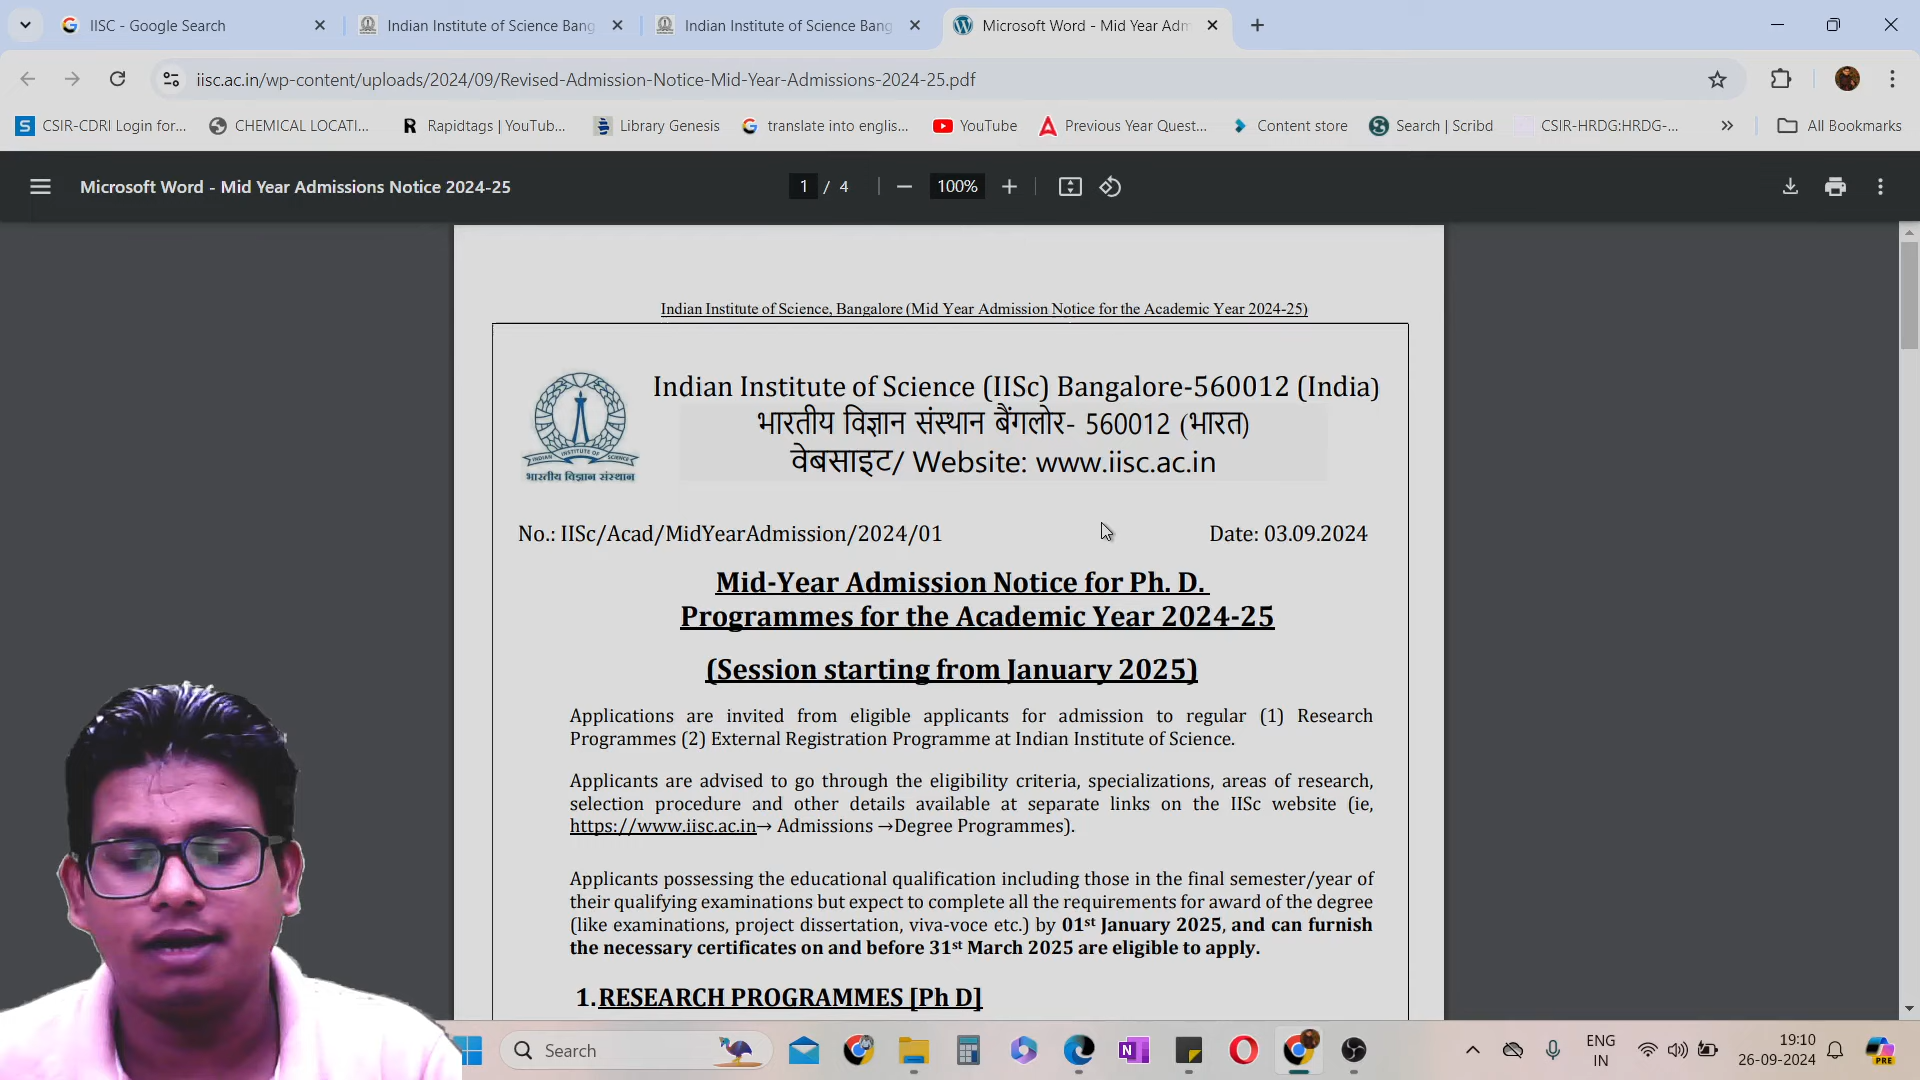 IISC - Google Search
Indian Institute of Science Bang
Indian Institute of Science Bang
Microsoft Word - Mid Year Adm
iisc.ac.in/wp-content/uploads/2024/09/Revised-Admission-Notice-Mid-Year-Admissions-2024-25.pdf
CSIR-CDRI Login for...
CHEMICAL LOCATI...
Rapidtags | YouTub...
Library Genesis
translate into englis...
YouTube
Previous Year Quest...
Content store
Search | Scribd
CSIR-HRDG:HRDG-...
All Bookmarks
Microsoft Word - Mid Year Admissions Notice 2024-25
1 / 4
100%
Indian Institute of Science, Bangalore (Mid Year Admission Notice for the Academic Year 2024-25)
Indian Institute of Science (IISc) Bangalore-560012 (India)
भारतीय विज्ञान संस्थान बैंगलोर- 560012 (भारत)
वेबसाइट/ Website: www.iisc.ac.in
INDIAN INSTITUTE OF SCIENCE
भारतीय विज्ञान संस्थान
No.: IISc/Acad/MidYearAdmission/2024/01
Date: 03.09.2024
Mid-Year Admission Notice for Ph. D.
Programmes for the Academic Year 2024-25
(Session starting from January 2025)
Applications are invited from eligible applicants for admission to regular (1) Research
Programmes (2) External Registration Programme at Indian Institute of Science.
Applicants are advised to go through the eligibility criteria, specializations, areas of research,
selection procedure and other details available at separate links on the IISc website (ie,
https://www.iisc.ac.in→ Admissions →Degree Programmes).
Applicants possessing the educational qualification including those in the final semester/year of
their qualifying examinations but expect to complete all the requirements for award of the degree
(like examinations, project dissertation, viva-voce etc.) by 01st January 2025, and can furnish
the necessary certificates on and before 31st March 2025 are eligible to apply.
1.RESEARCH PROGRAMMES [Ph D]
Search
ENG
IN
19:10
26-09-2024
PRE